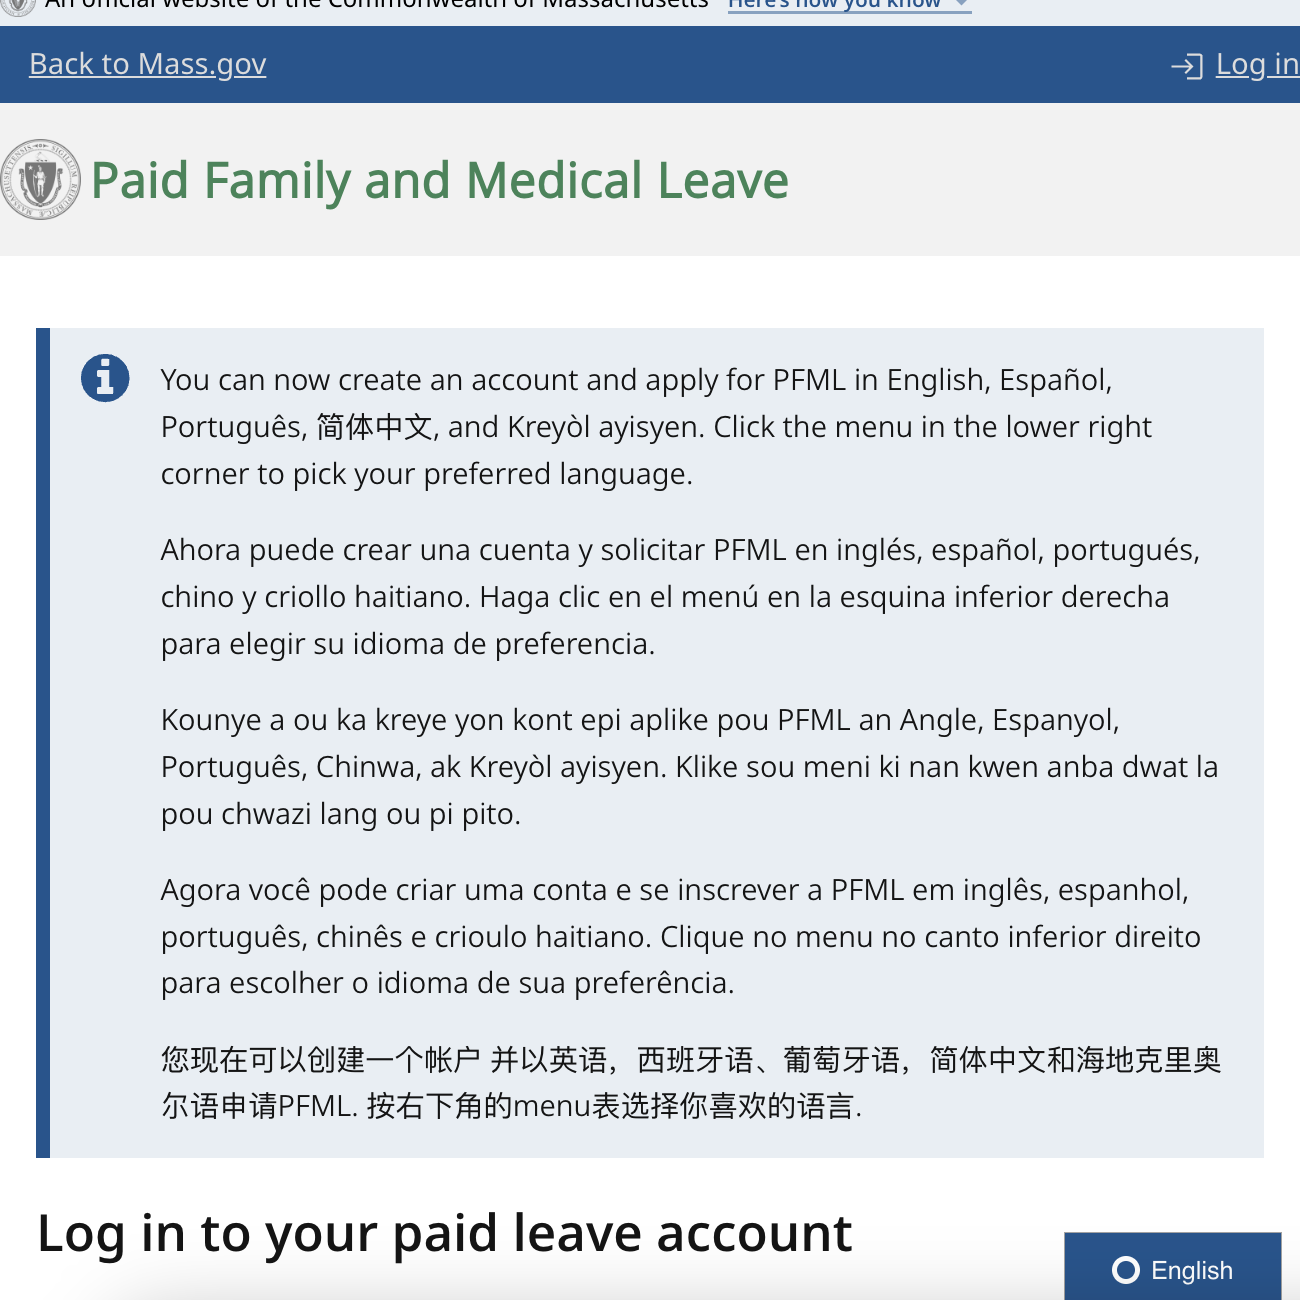 An official website of the Commonwealth of Massachusetts Here's how you know
Back to Mass.gov
Log in
Paid Family and Medical Leave
You can now create an account and apply for PFML in English, Español,
Português, 简体中文, and Kreyòl ayisyen. Click the menu in the lower right
corner to pick your preferred language.
Ahora puede crear una cuenta y solicitar PFML en inglés, español, portugués,
chino y criollo haitiano. Haga clic en el menú en la esquina inferior derecha
para elegir su idioma de preferencia.
Kounye a ou ka kreye yon kont epi aplike pou PFML an Angle, Espanyol,
Português, Chinwa, ak Kreyòl ayisyen. Klike sou meni ki nan kwen anba dwat la
pou chwazi lang ou pi pito.
Agora você pode criar uma conta e se inscrever a PFML em inglês, espanhol,
português, chinês e crioulo haitiano. Clique no menu no canto inferior direito
para escolher o idioma de sua preferência.
您现在可以创建一个帐户 并以英语，西班牙语、葡萄牙语，简体中文和海地克里奥
尔语申请PFML. 按右下角的menu表选择你喜欢的语言.
Log in to your paid leave account
English